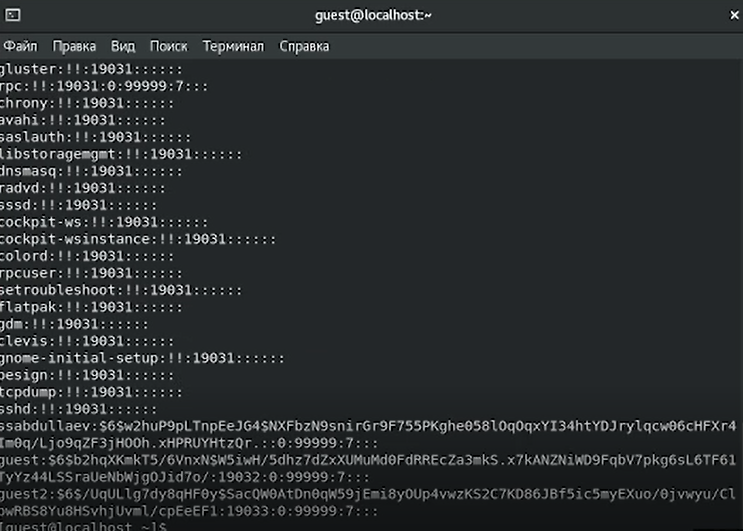 guest@localhost:~
Файл Правка Вид Поиск Терминал Справка
gluster:!!:19031::::::
rpc:!!:19031:0:99999:7:::
chrony:!!:19031::::::
avahi:!!:19031::::::
saslauth:!!:19031::::::
libstoragemgmt:!!:19031::::::
dnsmasq:!!:19031::::::
radvd:!!:19031::::::
sssd:!!:19031::::::
cockpit-ws:!!:19031::::::
cockpit-wsinstance:!!:19031::::::
colord:!!:19031::::::
rpcuser:!!:19031::::::
setroubleshoot:!!:19031::::::
flatpak:!!:19031::::::
gdm:!!:19031::::::
clevis:!!:19031::::::
gnome-initial-setup:!!:19031::::::
pesign:!!:19031::::::
tcpdump:!!:19031::::::
sshd:!!:19031::::::
ssabdullaev:$6$w2huP9pLTnpEeJG4$NXFbzN9snirGr9F755PKghe058lOqOqxYI34htYDJrylqcw06cHFXr4
Im0q/Ljo9qZF3jHOOh.xHPRUYHtzQr.::0:99999:7:::
guest:$6$b2hqXKmkT5/6VnxN$W5iwH/5dhz7dZxXUMuMd0FdRREcZa3mkS.x7kANZNiWD9FqbV7pkg6sL6TF61
TyYz44LSSraUeNbWjgOJid7o/:19032:0:99999:7:::
guest2:$6$/UqULlg7dy8qHF0y$SacQW0AtDn0qW59jEmi8yOUp4vwzKS2C7KD86JBf5ic5myEXuo/0jvwyu/Cl
bwRBS8Yu8HSvhjUvml/cpEeEF1:19033:0:99999:7:::
[guest@localhost ~]$